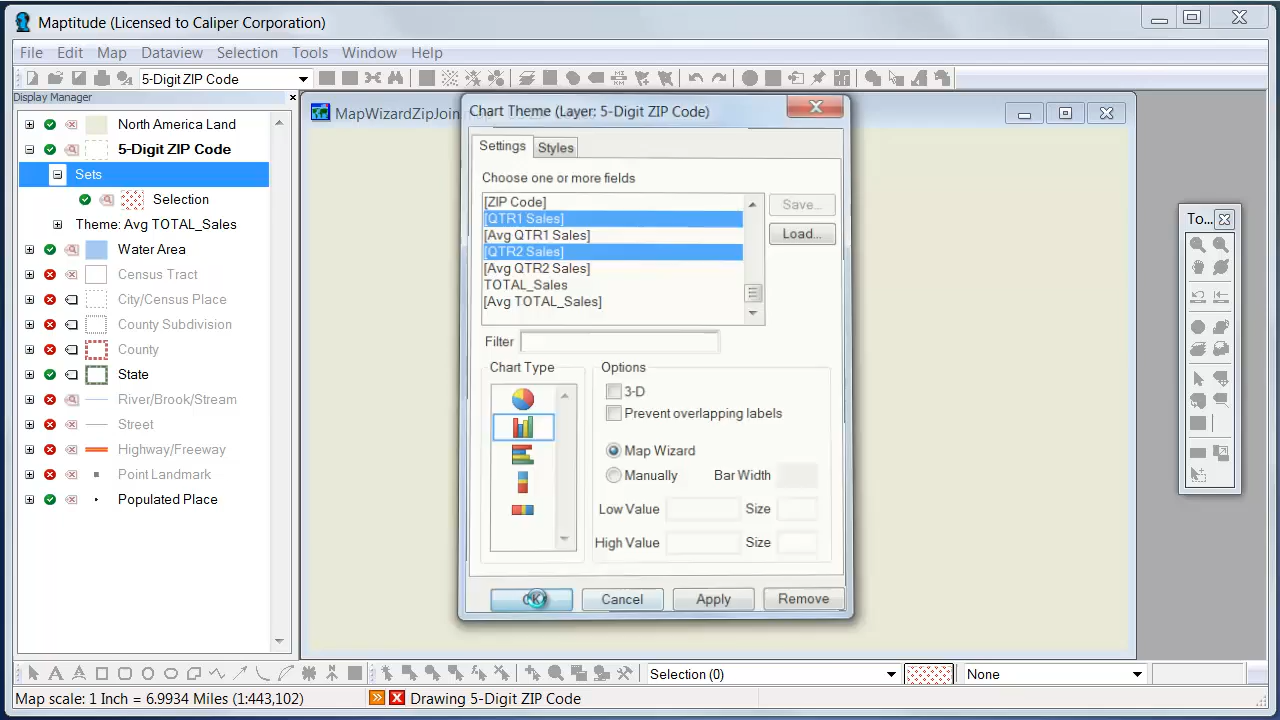 Maptitude (Licensed to Caliper Corporation)
File Edit Map Dataview Selection Tools Window Help
5-Digit ZIP Code
Display Manager
North America Land
5-Digit ZIP Code
Sets
Selection
Theme: Avg TOTAL_Sales
Water Area
Census Tract
City/Census Place
County Subdivision
County
State
River/Brook/Stream
Street
Highway/Freeway
Point Landmark
Populated Place
MapWizardZipJoin
Chart Theme (Layer: 5-Digit ZIP Code)
Settings Styles
Choose one or more fields
[ZIP Code]
[QTR1 Sales]
[Avg QTR1 Sales]
[QTR2 Sales]
[Avg QTR2 Sales]
TOTAL_Sales
[Avg TOTAL_Sales]
Save...
Load...
Filter
Chart Type
Options
3-D
Prevent overlapping labels
Map Wizard
Manually Bar Width
Low Value Size
High Value Size
OK Cancel Apply Remove
To...
Selection (0) None
Map scale: 1 Inch = 6.9934 Miles (1:443,102) Drawing 5-Digit ZIP Code